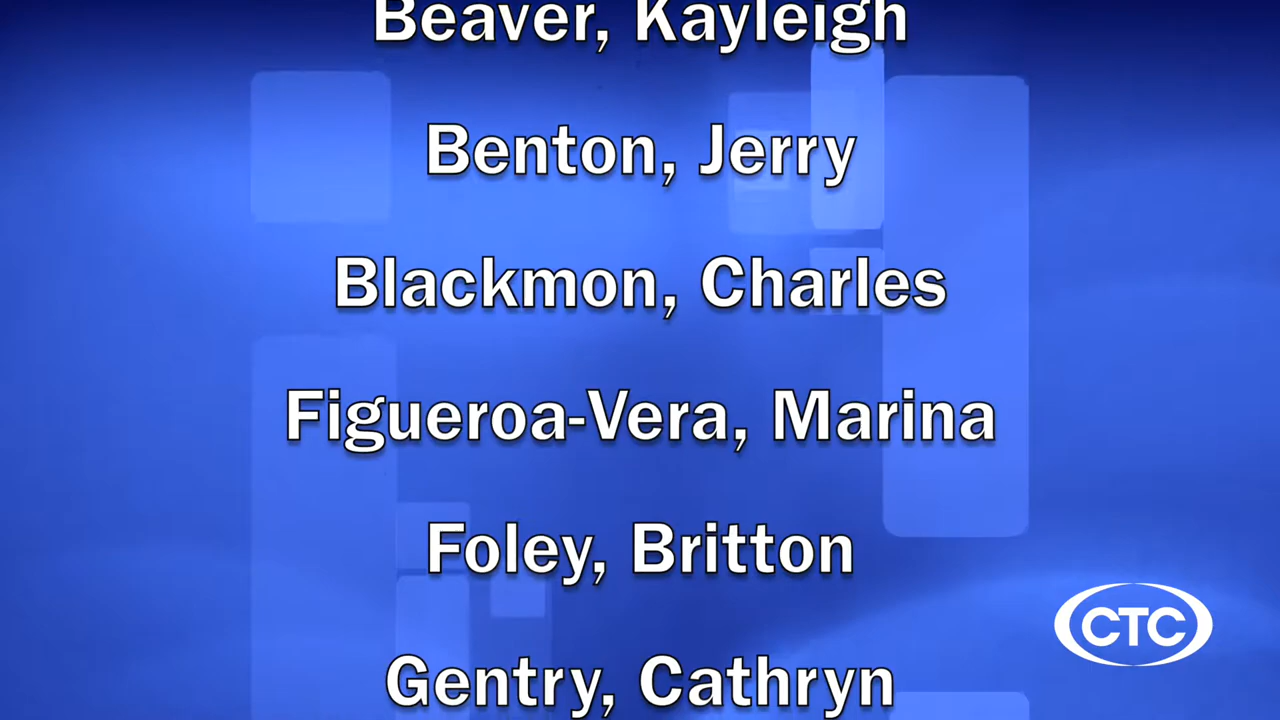 Beaver, Kayleigh
Benton, Jerry
Blackmon, Charles
Figueroa-Vera, Marina
Foley, Britton
CTC
Gentry, Cathryn